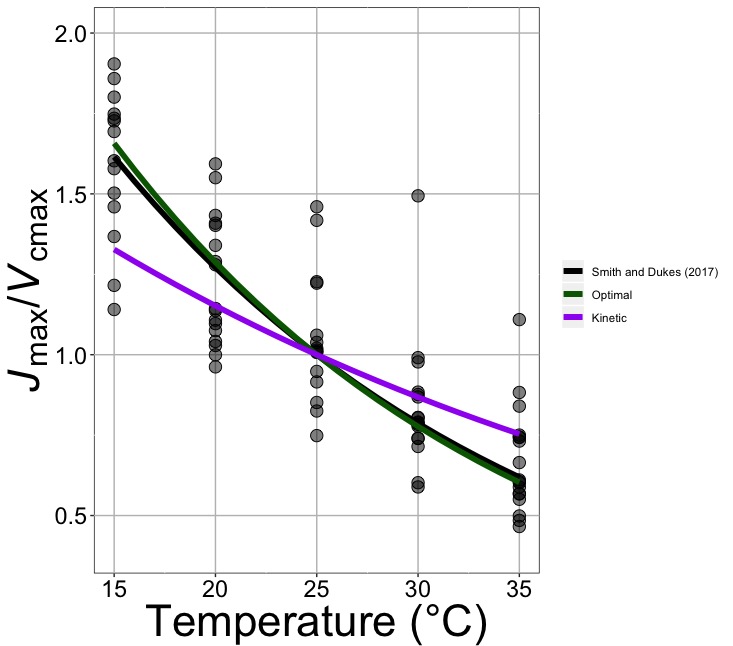 2.0
1.5
1.0
0.5
Jmax/Vcmax
15 20 25 30 35
Temperature (°C)
Smith and Dukes (2017)
Optimal
Kinetic